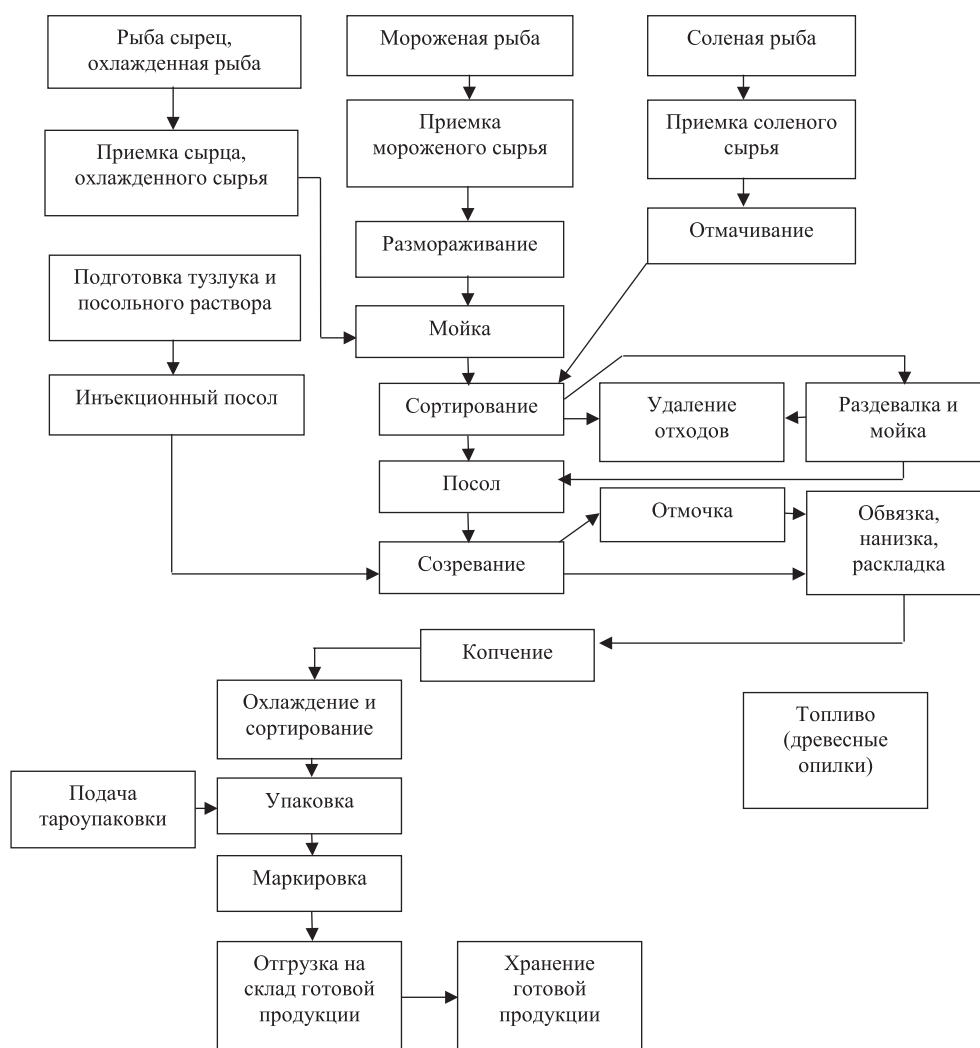 Рыба сырец,
охлажденная рыба
Мороженая рыба
Соленая рыба
Приемка сырца,
охлажденного сырья
Приемка
мороженого сырья
Приемка соленого
сырья
Размораживание
Отмачивание
Подготовка тузлука и
посольного раствора
Мойка
Инъекционный посол
Сортирование
Удаление
отходов
Раздевалка и
мойка
Посол
Отмочка
Обвязка,
нанизка,
раскладка
Созревание
Копчение
Охлаждение и
сортирование
Топливо
(древесные
опилки)
Подача
тароупаковки
Упаковка
Маркировка
Отгрузка на
склад готовой
продукции
Хранение
готовой
продукции